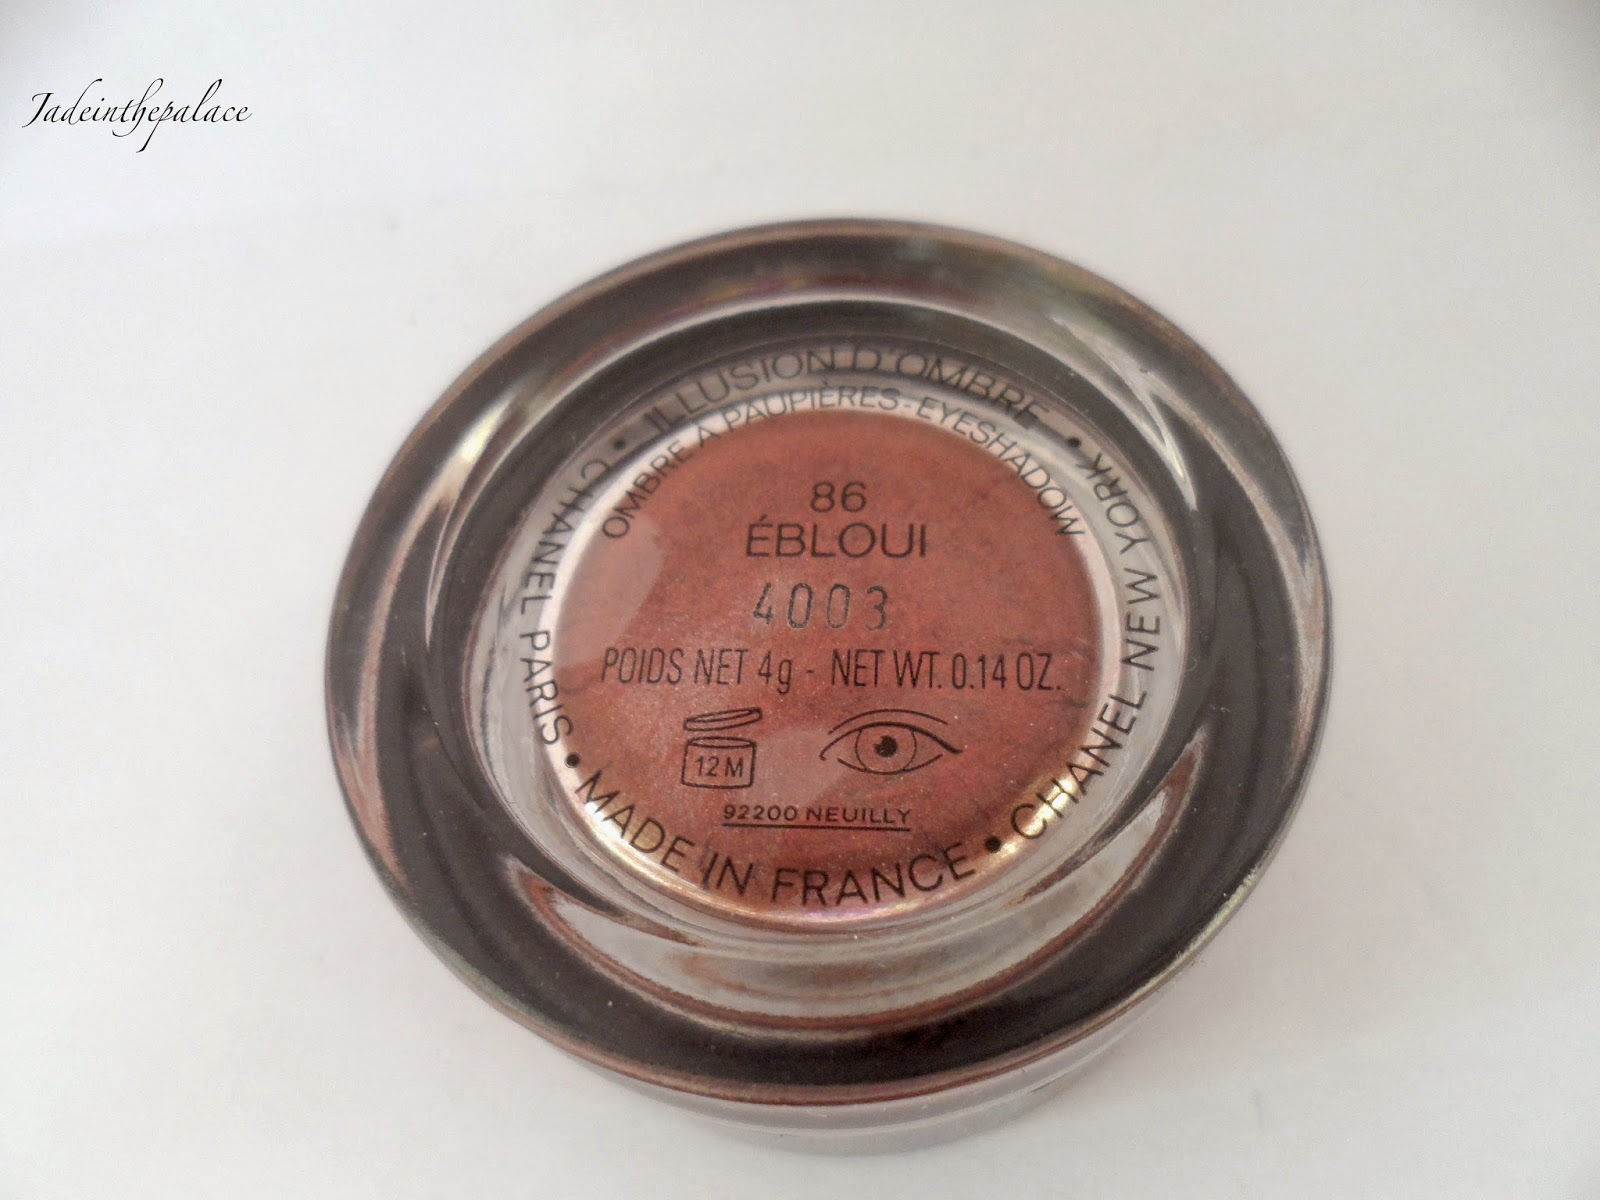 Jadeinthepalace
ILLUSION D'OMBRE • CHANEL NEW YORK • MADE IN FRANCE • CHANEL PARIS •
OMBRE À PAUPIÈRES - EYESHADOW
86
ÉBLOUI
4003
POIDS NET 4g - NET WT. 0.14 OZ.
12 M
92200 NEUILLY